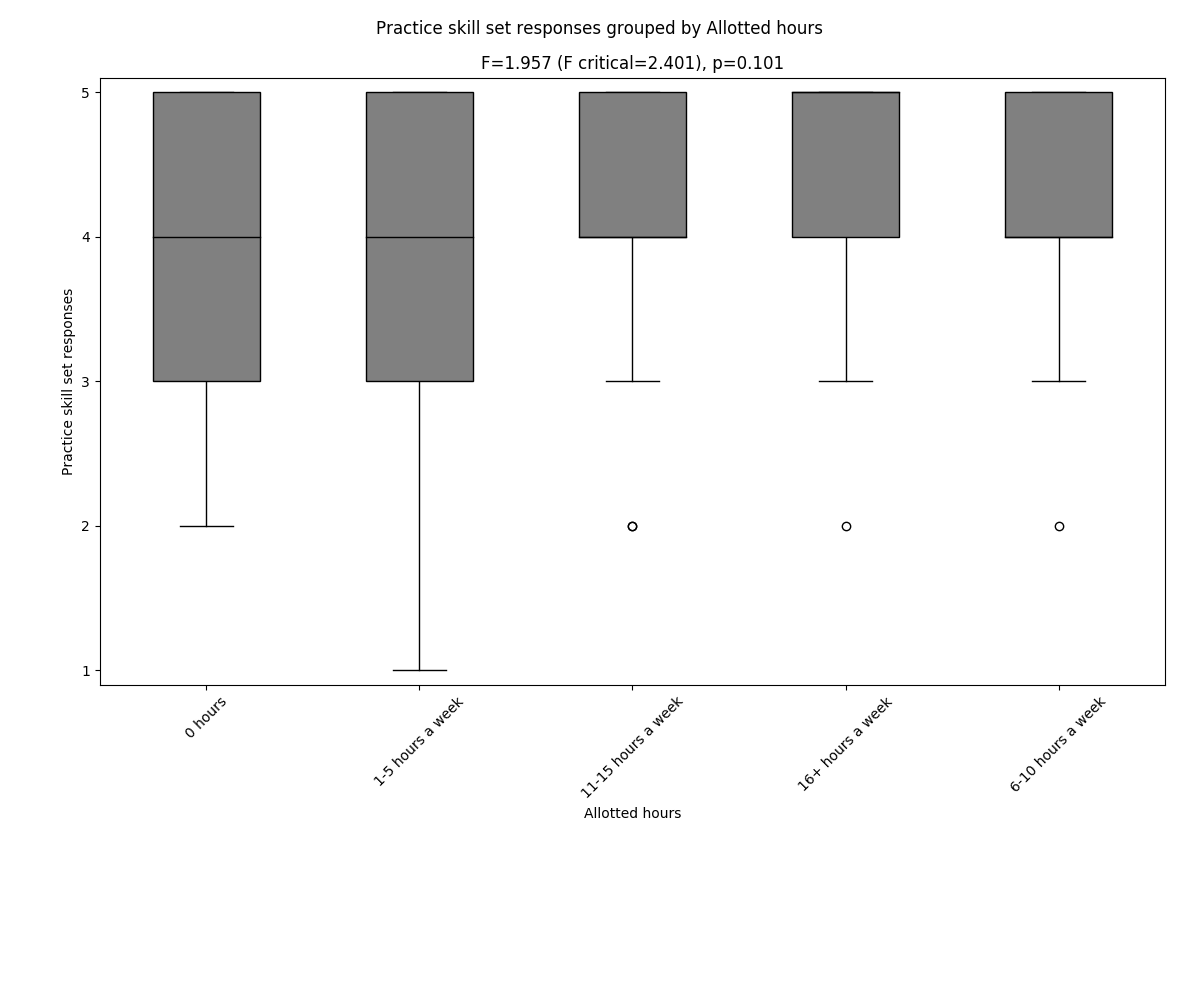 Practice skill set responses grouped by Allotted hours
F=1.957 (F critical=2.401), p=0.101
Practice skill set responses
5
4
3
2
1
0 hours
1-5 hours a week
11-15 hours a week
16+ hours a week
6-10 hours a week
Allotted hours